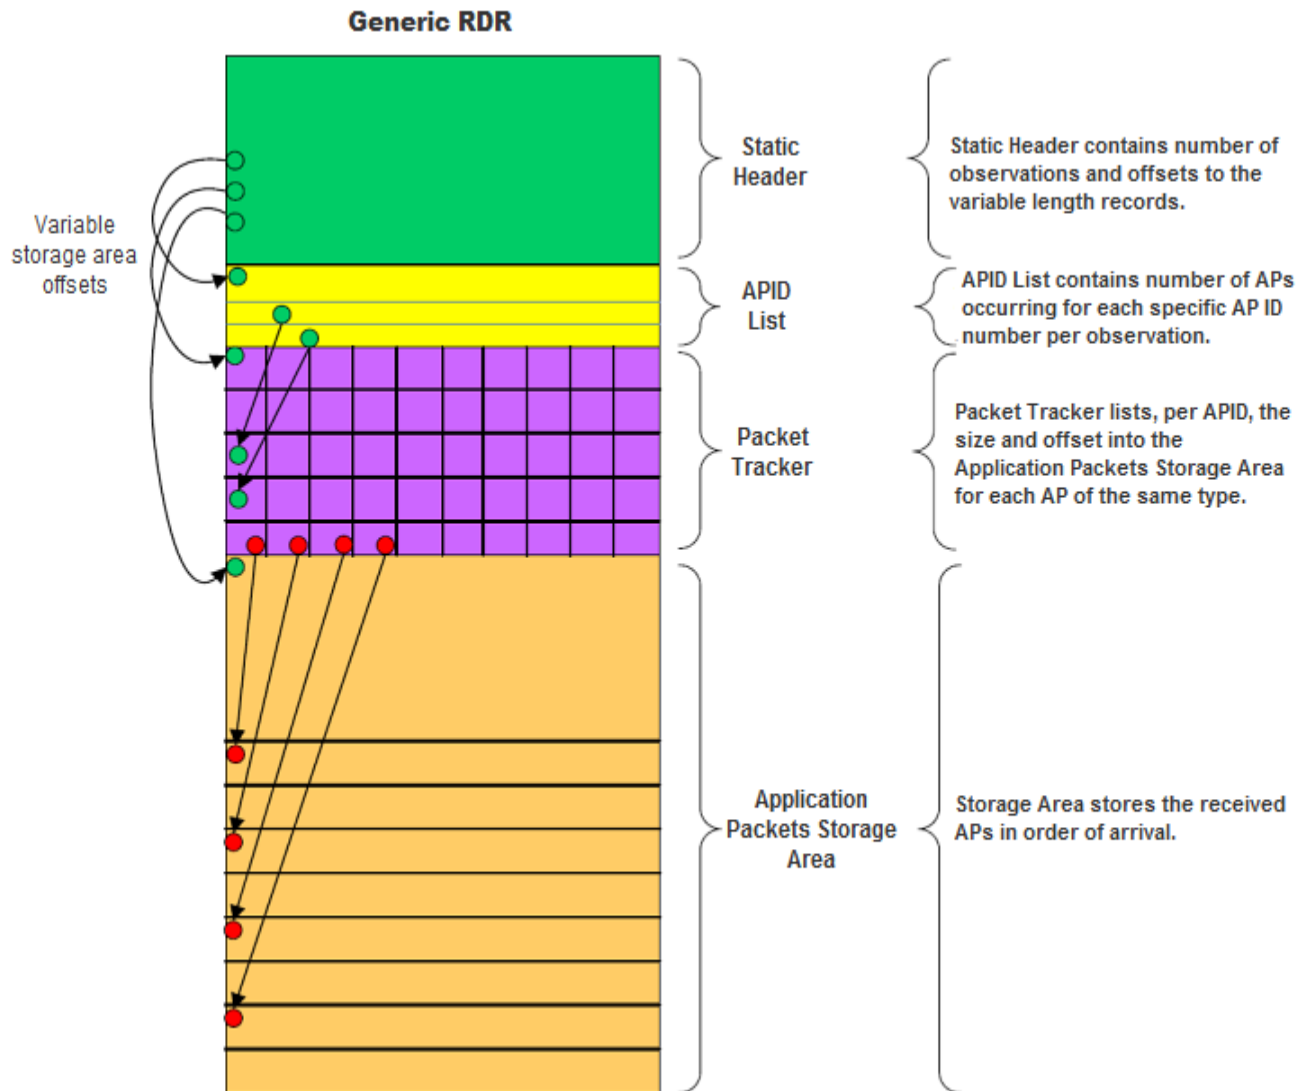 Generic RDR
Variable
storage area
offsets
Static
Header
Static Header contains number of
observations and offsets to the
variable length records.
APID
List
APID List contains number of APs
occurring for each specific AP ID
number per observation.
Packet
Tracker
Packet Tracker lists, per APID, the
size and offset into the
Application Packets Storage Area
for each AP of the same type.
Application
Packets Storage
Area
Storage Area stores the received
APs in order of arrival.